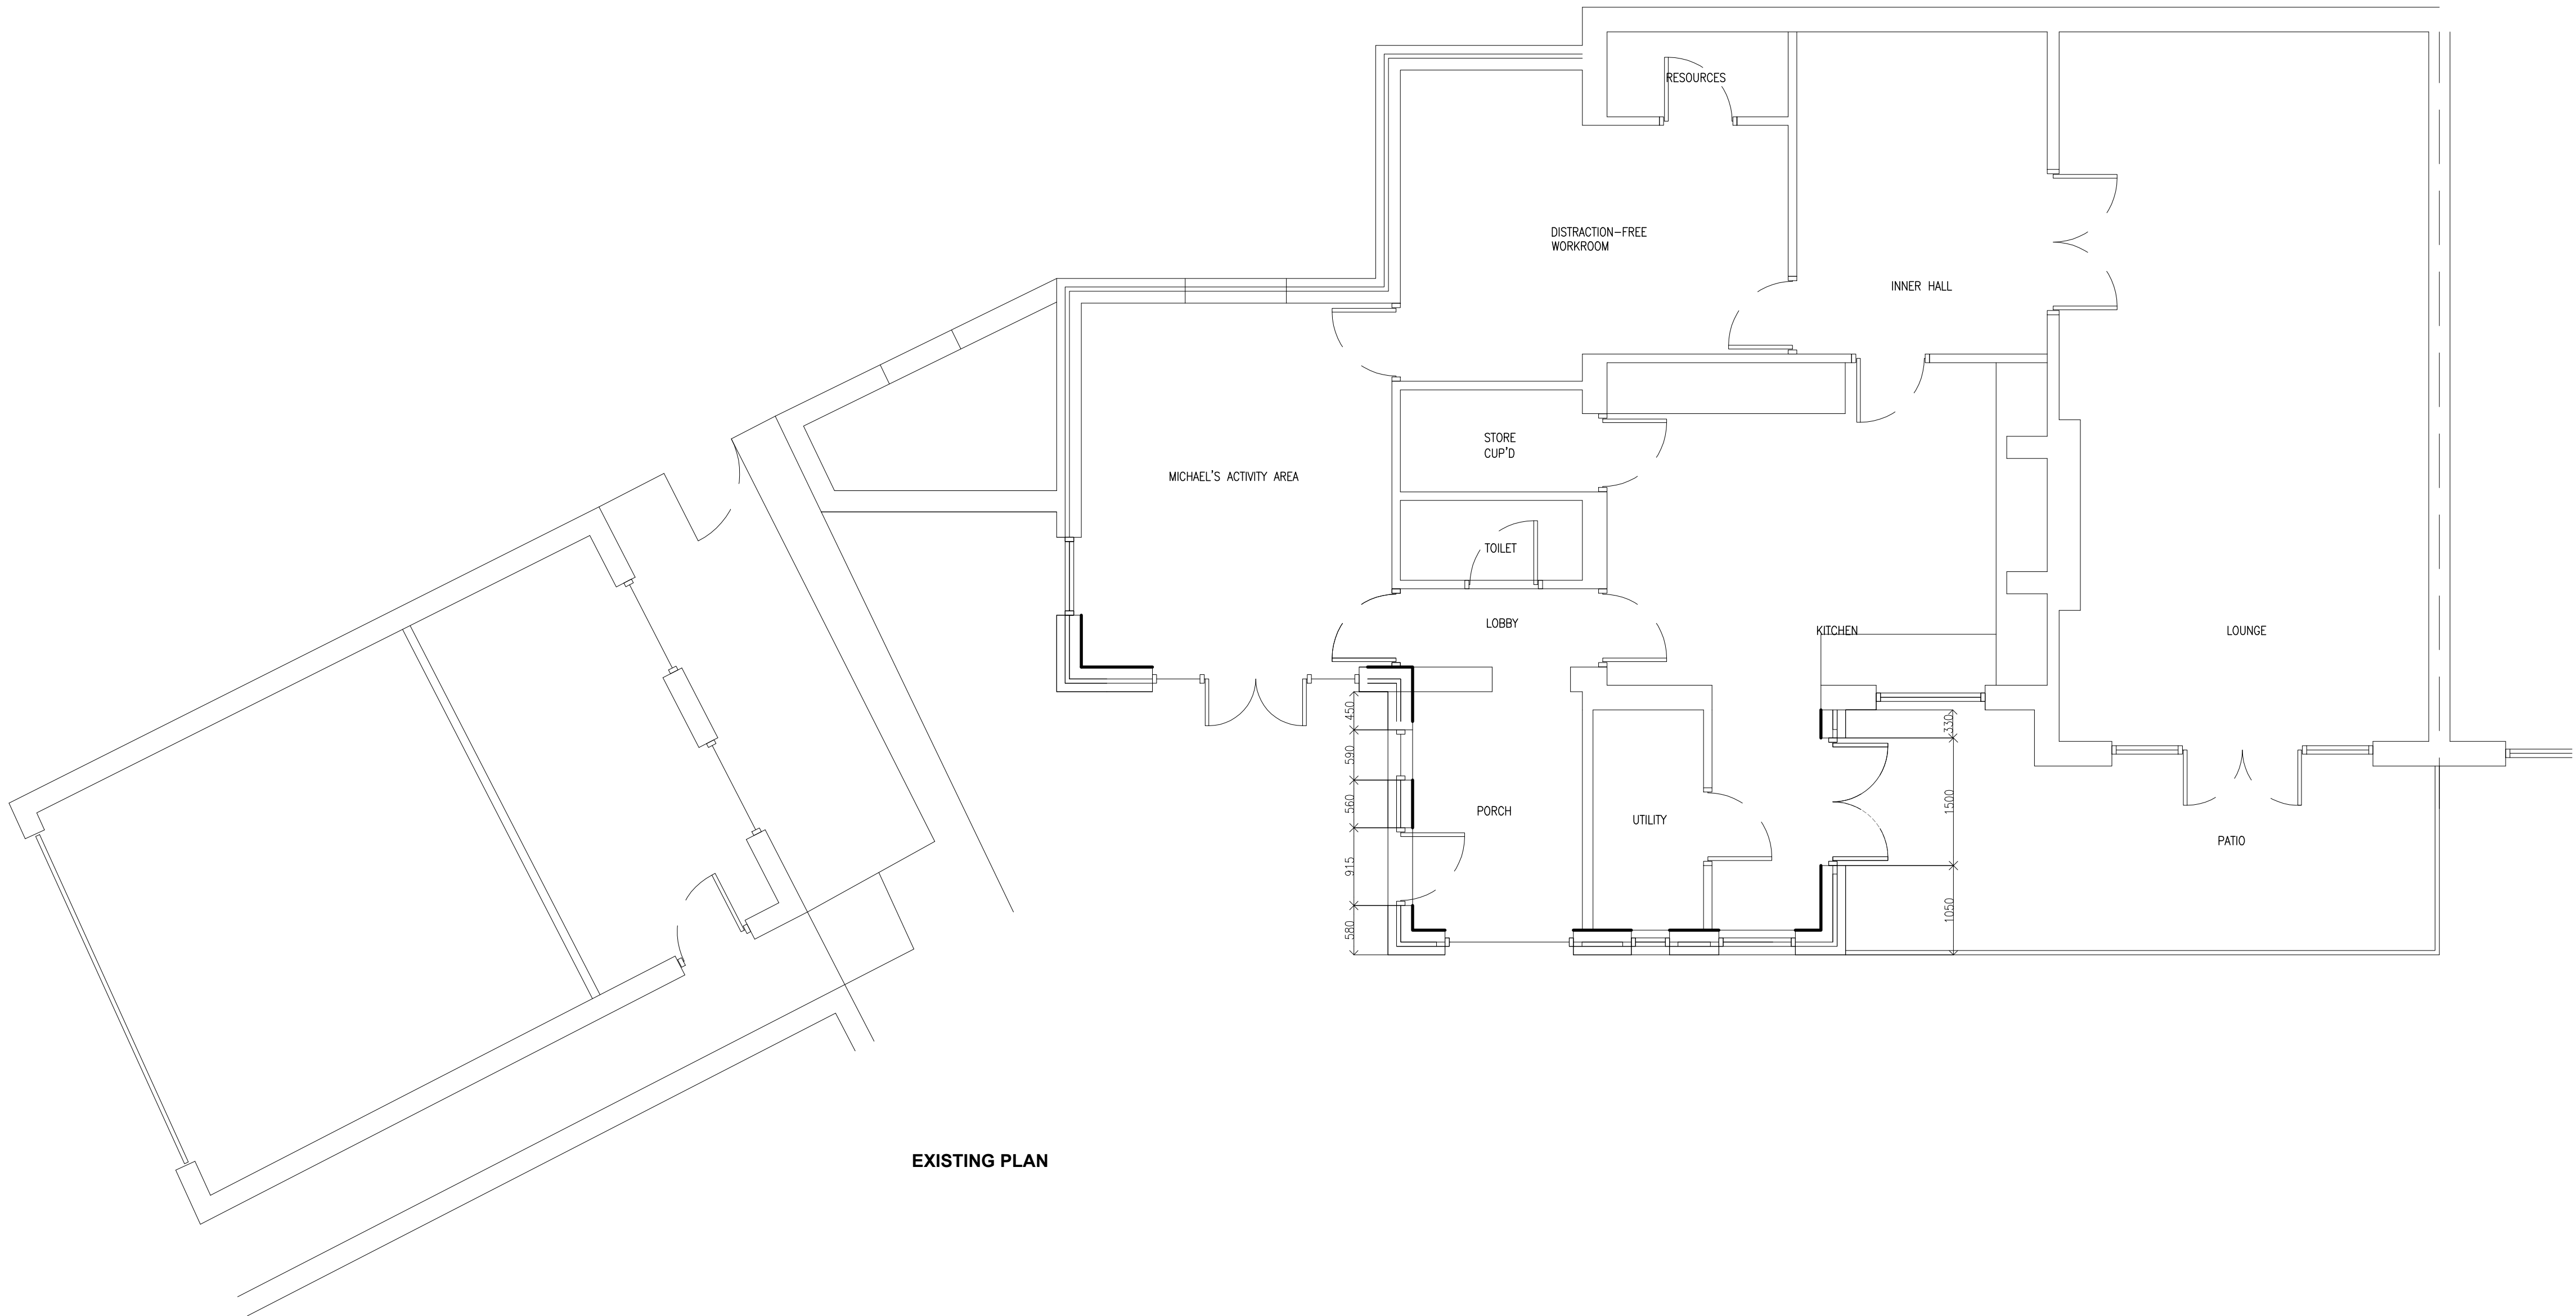 RESOURCES
DISTRACTION-FREE
WORKROOM
INNER HALL
STORE
CUP'D
MICHAEL'S ACTIVITY AREA
TOILET
LOBBY
KITCHEN
LOUNGE
450
590
560
915
580
PORCH
UTILITY
330
1500
1050
PATIO
EXISTING PLAN